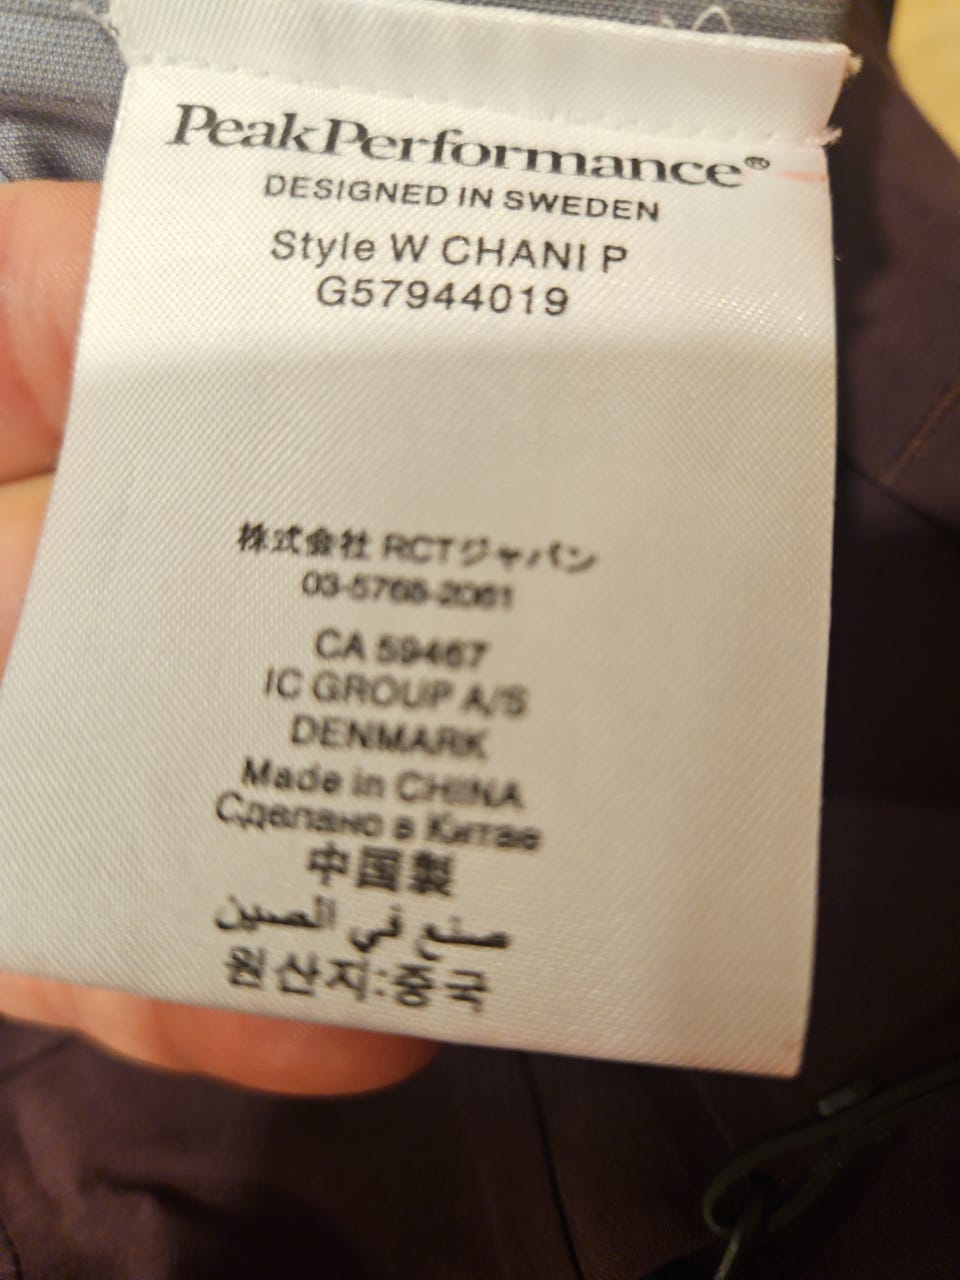 PeakPerformance®
DESIGNED IN SWEDEN
Style W CHANI P
G57944019
株式会社 RCTジャパン
03-5768-2061
CA 59467
IC GROUP A/S
DENMARK
Made in CHINA
Сделано в Китае
中国製
صنع في الصين
원산지:중국